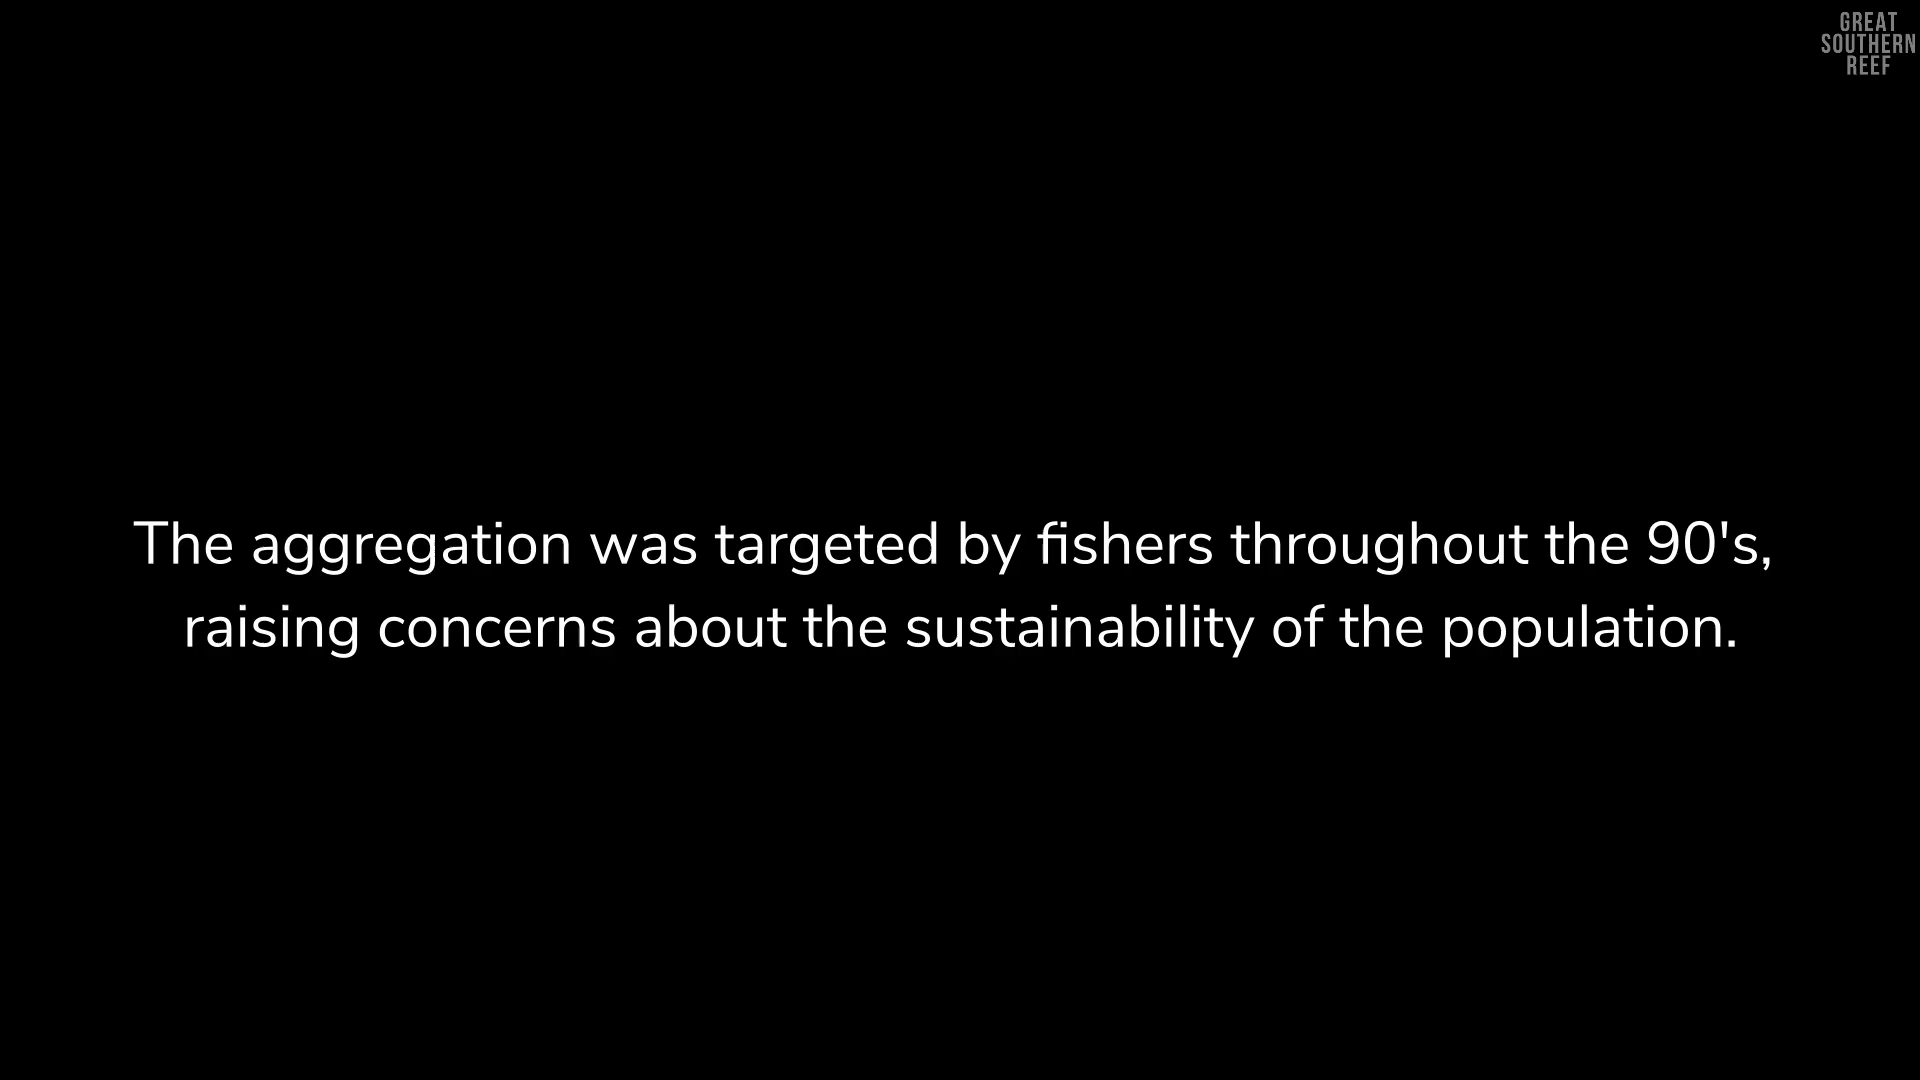 GREAT
SOUTHERN
REEF
The aggregation was targeted by fishers throughout the 90's,
raising concerns about the sustainability of the population.